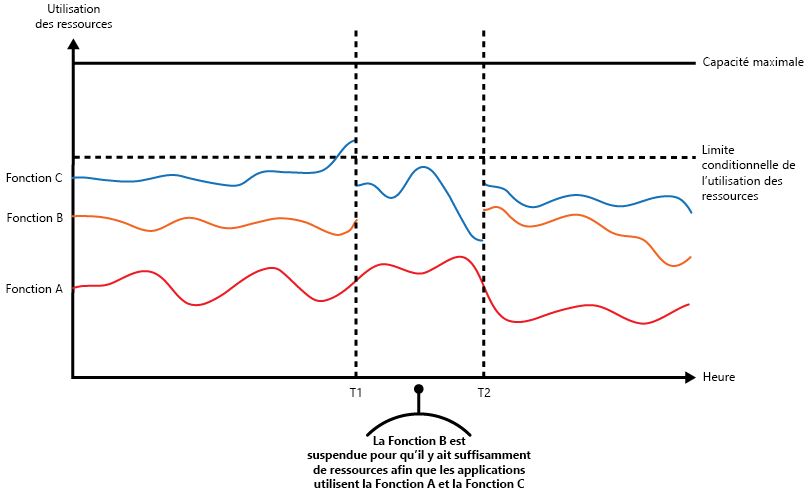 Utilisation
des ressources
Capacité maximale
Limite
conditionnelle de
l'utilisation des
ressources
Fonction C
Fonction B
Fonction A
Heure
T1
T2
La Fonction B est
suspendue pour qu'il y ait suffisamment
de ressources afin que les applications
utilisent la Fonction A et la Fonction C